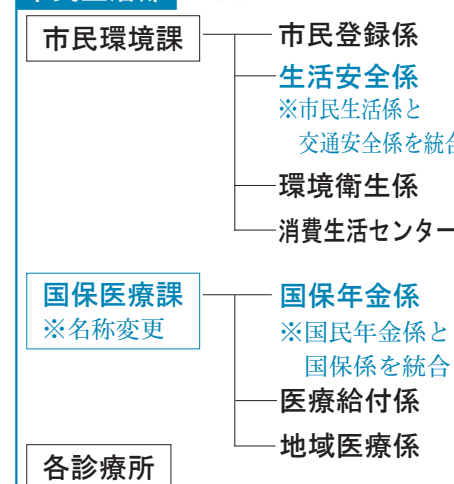 市民環境課
市民登録係
生活安全係
※市民生活係と
交通安全係を統合
環境衛生係
消費生活センター
国保医療課
※名称変更
国保年金係
※国民年金係と
国保係を統合
医療給付係
地域医療係
各診療所